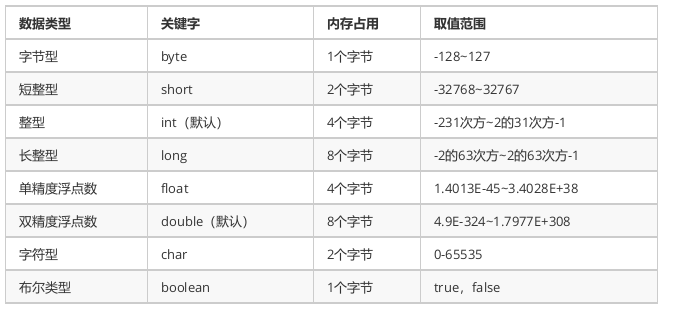 数据类型 关键字 内存占用 取值范围
字节型 byte 1个字节 -128~127
短整型 short 2个字节 -32768~32767
整型 int（默认） 4个字节 -231次方~2的31次方-1
长整型 long 8个字节 -2的63次方~2的63次方-1
单精度浮点数 float 4个字节 1.4013E-45~3.4028E+38
双精度浮点数 double（默认） 8个字节 4.9E-324~1.7977E+308
字符型 char 2个字节 0-65535
布尔类型 boolean 1个字节 true，false